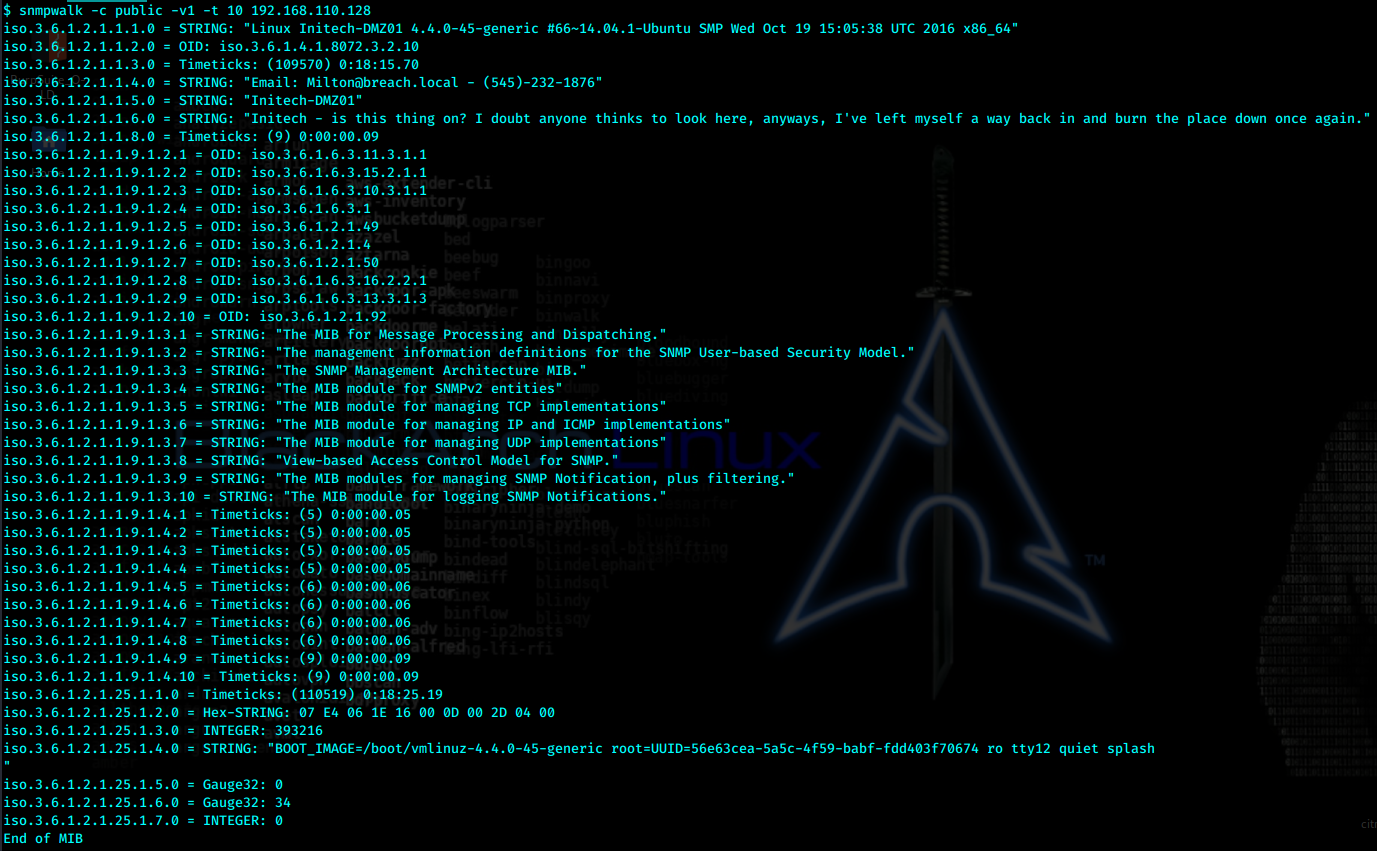 $ snmpwalk -c public -v1 -t 10 192.168.110.128
iso.3.6.1.2.1.1.1.0 = STRING: "Linux Initech-DMZ01 4.4.0-45-generic #66~14.04.1-Ubuntu SMP Wed Oct 19 15:05:38 UTC 2016 x86_64"
iso.3.6.1.2.1.1.2.0 = OID: iso.3.6.1.4.1.8072.3.2.10
iso.3.6.1.2.1.1.3.0 = Timeticks: (109570) 0:18:15.70
iso.3.6.1.2.1.1.4.0 = STRING: "Email: Milton@breach.local - (545)-232-1876"
iso.3.6.1.2.1.1.5.0 = STRING: "Initech-DMZ01"
iso.3.6.1.2.1.1.6.0 = STRING: "Initech - is this thing on? I doubt anyone thinks to look here, anyways, I've left myself a way back in and burn the place down once again."
iso.3.6.1.2.1.1.8.0 = Timeticks: (9) 0:00:00.09
iso.3.6.1.2.1.1.9.1.2.1 = OID: iso.3.6.1.6.3.11.3.1.1
iso.3.6.1.2.1.1.9.1.2.2 = OID: iso.3.6.1.6.3.15.2.1.1
iso.3.6.1.2.1.1.9.1.2.3 = OID: iso.3.6.1.6.3.10.3.1.1
iso.3.6.1.2.1.1.9.1.2.4 = OID: iso.3.6.1.6.3.1
iso.3.6.1.2.1.1.9.1.2.5 = OID: iso.3.6.1.2.1.49
iso.3.6.1.2.1.1.9.1.2.6 = OID: iso.3.6.1.2.1.4
iso.3.6.1.2.1.1.9.1.2.7 = OID: iso.3.6.1.2.1.50
iso.3.6.1.2.1.1.9.1.2.8 = OID: iso.3.6.1.6.3.16.2.2.1
iso.3.6.1.2.1.1.9.1.2.9 = OID: iso.3.6.1.6.3.13.3.1.3
iso.3.6.1.2.1.1.9.1.2.10 = OID: iso.3.6.1.2.1.92
iso.3.6.1.2.1.1.9.1.3.1 = STRING: "The MIB for Message Processing and Dispatching."
iso.3.6.1.2.1.1.9.1.3.2 = STRING: "The management information definitions for the SNMP User-based Security Model."
iso.3.6.1.2.1.1.9.1.3.3 = STRING: "The SNMP Management Architecture MIB."
iso.3.6.1.2.1.1.9.1.3.4 = STRING: "The MIB module for SNMPv2 entities"
iso.3.6.1.2.1.1.9.1.3.5 = STRING: "The MIB module for managing TCP implementations"
iso.3.6.1.2.1.1.9.1.3.6 = STRING: "The MIB module for managing IP and ICMP implementations"
iso.3.6.1.2.1.1.9.1.3.7 = STRING: "The MIB module for managing UDP implementations"
iso.3.6.1.2.1.1.9.1.3.8 = STRING: "View-based Access Control Model for SNMP."
iso.3.6.1.2.1.1.9.1.3.9 = STRING: "The MIB modules for managing SNMP Notification, plus filtering."
iso.3.6.1.2.1.1.9.1.3.10 = STRING: "The MIB module for logging SNMP Notifications."
iso.3.6.1.2.1.1.9.1.4.1 = Timeticks: (5) 0:00:00.05
iso.3.6.1.2.1.1.9.1.4.2 = Timeticks: (5) 0:00:00.05
iso.3.6.1.2.1.1.9.1.4.3 = Timeticks: (5) 0:00:00.05
iso.3.6.1.2.1.1.9.1.4.4 = Timeticks: (5) 0:00:00.05
iso.3.6.1.2.1.1.9.1.4.5 = Timeticks: (6) 0:00:00.06
iso.3.6.1.2.1.1.9.1.4.6 = Timeticks: (6) 0:00:00.06
iso.3.6.1.2.1.1.9.1.4.7 = Timeticks: (6) 0:00:00.06
iso.3.6.1.2.1.1.9.1.4.8 = Timeticks: (6) 0:00:00.06
iso.3.6.1.2.1.1.9.1.4.9 = Timeticks: (9) 0:00:00.09
iso.3.6.1.2.1.1.9.1.4.10 = Timeticks: (9) 0:00:00.09
iso.3.6.1.2.1.25.1.1.0 = Timeticks: (110519) 0:18:25.19
iso.3.6.1.2.1.25.1.2.0 = Hex-STRING: 07 E4 06 1E 16 00 0D 00 2D 04 00
iso.3.6.1.2.1.25.1.3.0 = INTEGER: 393216
iso.3.6.1.2.1.25.1.4.0 = STRING: "BOOT_IMAGE=/boot/vmlinuz-4.4.0-45-generic root=UUID=56e63cea-5a5c-4f59-babf-fdd403f70674 ro tty12 quiet splash
"
iso.3.6.1.2.1.25.1.5.0 = Gauge32: 0
iso.3.6.1.2.1.25.1.6.0 = Gauge32: 34
iso.3.6.1.2.1.25.1.7.0 = INTEGER: 0
End of MIB